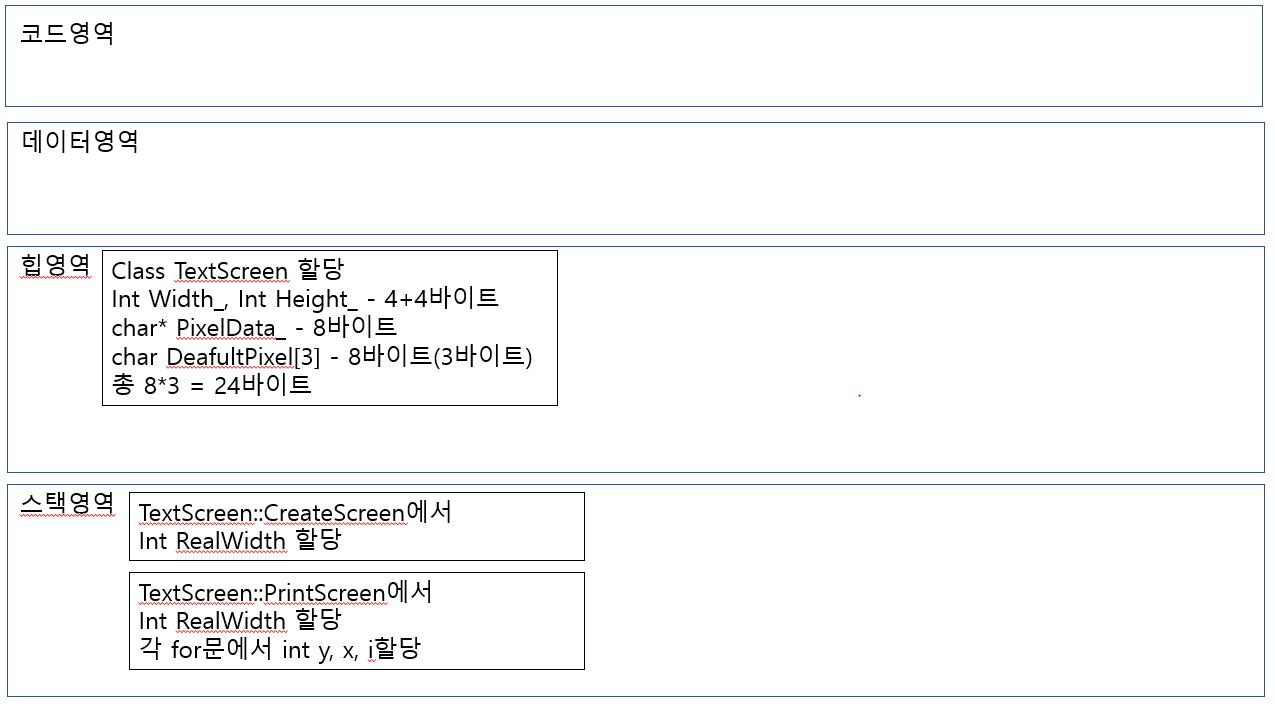 코드영역
데이터영역
힙영역
Class TextScreen 할당
Int Width_, Int Height_ - 4+4바이트
char* PixelData_ - 8바이트
char DeafultPixel[3] - 8바이트(3바이트)
총 8*3 = 24바이트
스택영역
TextScreen::CreateScreen에서
Int RealWidth 할당
TextScreen::PrintScreen에서
Int RealWidth 할당
각 for문에서 int y, x, i할당